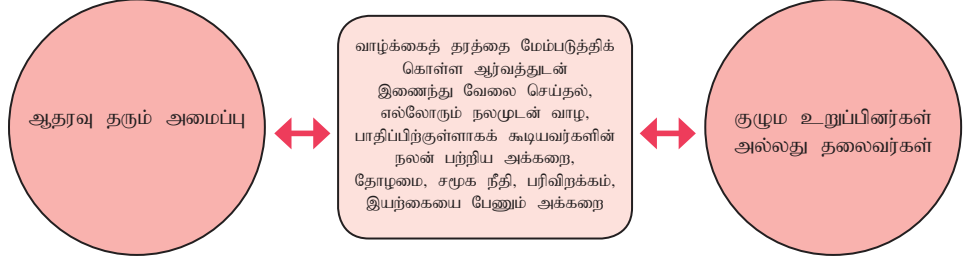 ஆதரவு தரும் அமைப்பு
வாழ்க்கைத் தரத்தை மேம்படுத்திக்
கொள்ள ஆர்வத்துடன்
இணைந்து வேலை செய்தல்,
எல்லோரும் நலமுடன் வாழ,
பாதிப்பிற்குள்ளாகக் கூடியவர்களின்
நலன் பற்றிய அக்கறை,
தோழமை, சமூக நீதி, பரிவிறக்கம்,
இயற்கையை பேணும் அக்கறை
குழும உறுப்பினர்கள்
அல்லது தலைவர்கள்